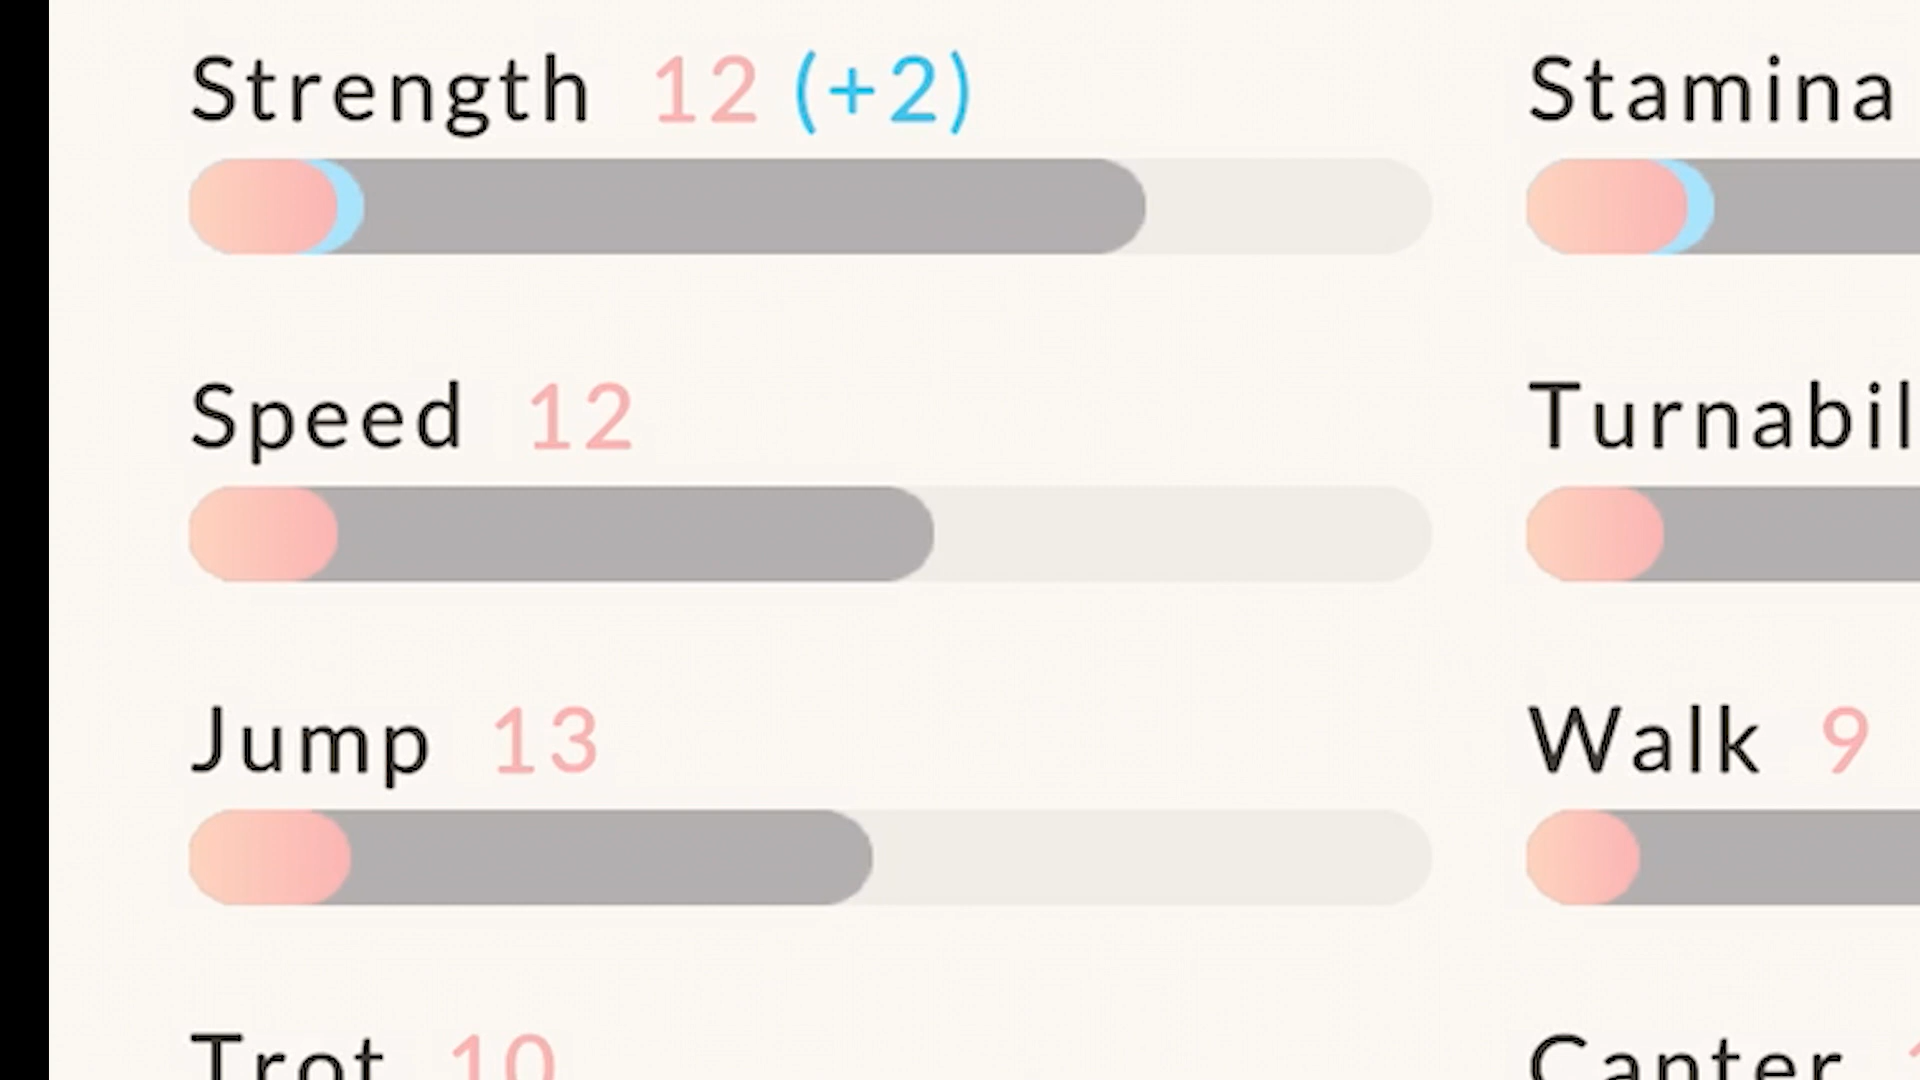 Strength 12 (+2)
Stamina
Speed 12
Turnabil
Jump 13
Walk 9
Trot 10
Canter